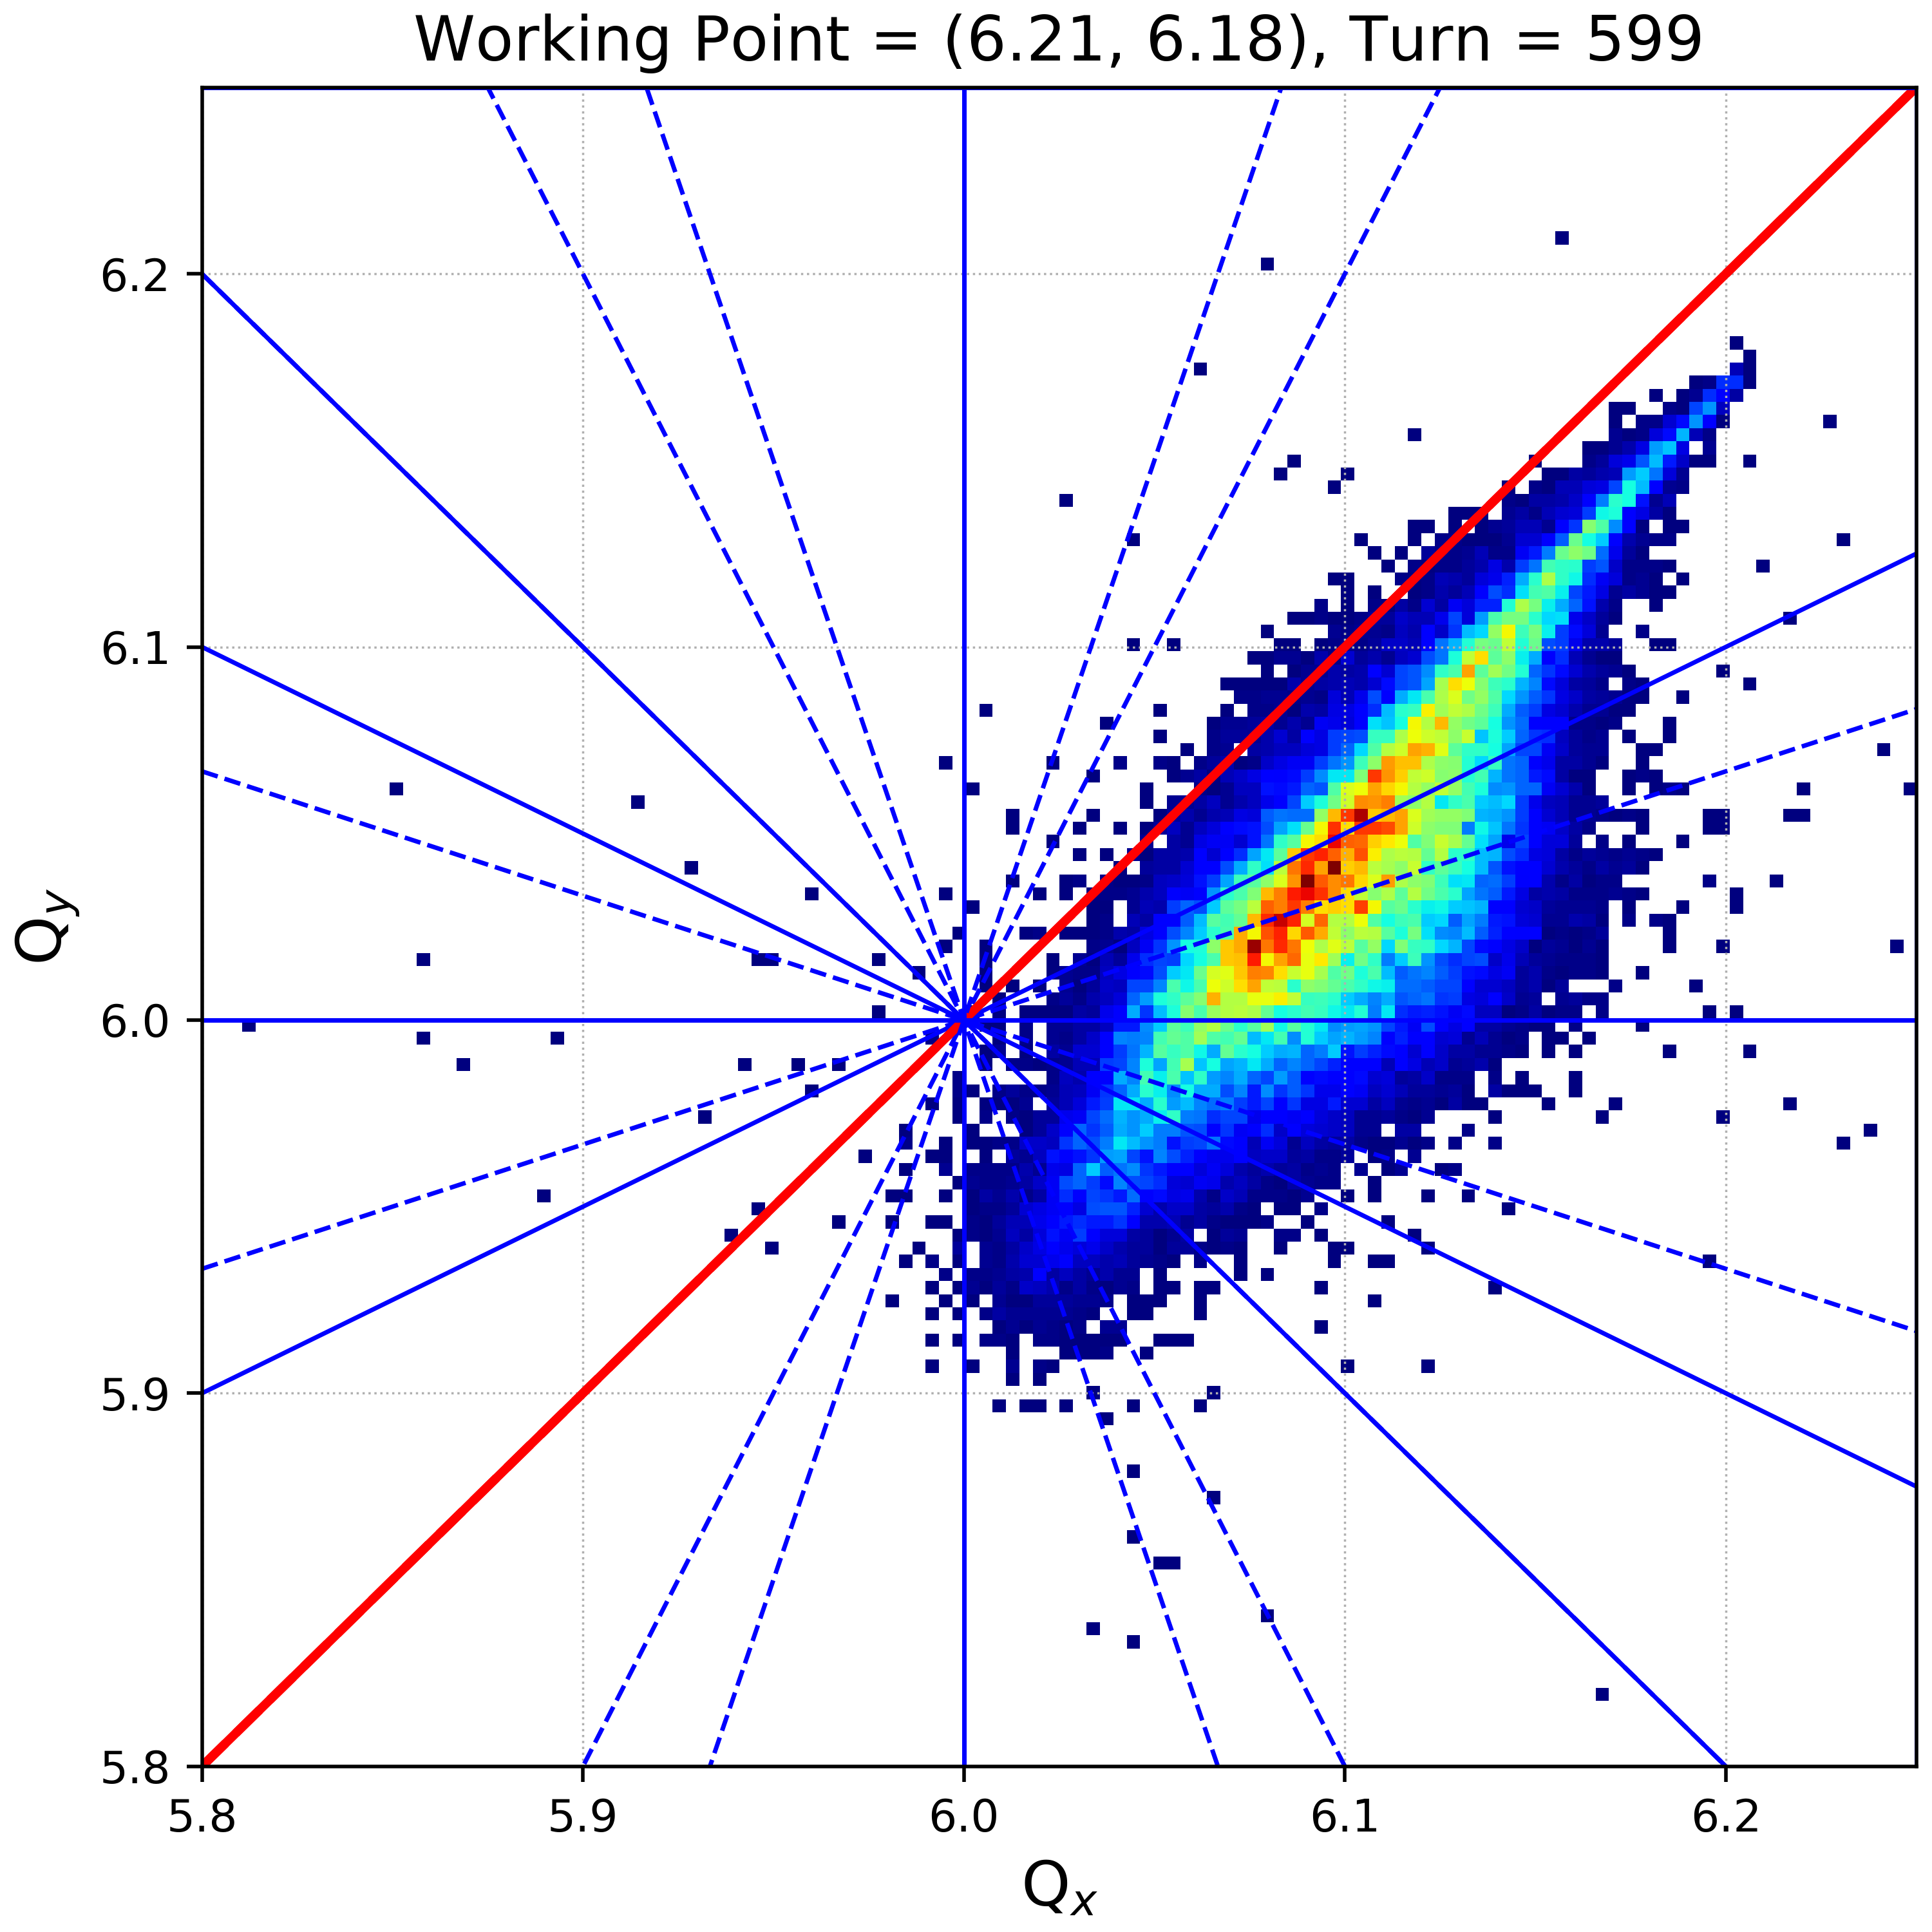 Working Point = (6.21, 6.18), Turn = 599
6.2
6.1
6.0
5.9
5.8
Qy
5.8 5.9 6.0 6.1 6.2
Qx